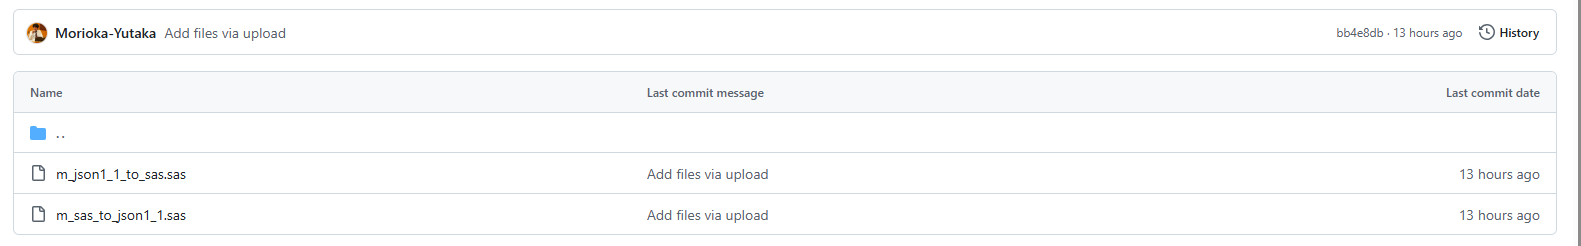 Morioka-Yutaka Add files via upload bb4e8db · 13 hours ago History
Name Last commit message Last commit date
..
m_json1_1_to_sas.sas Add files via upload 13 hours ago
m_sas_to_json1_1.sas Add files via upload 13 hours ago